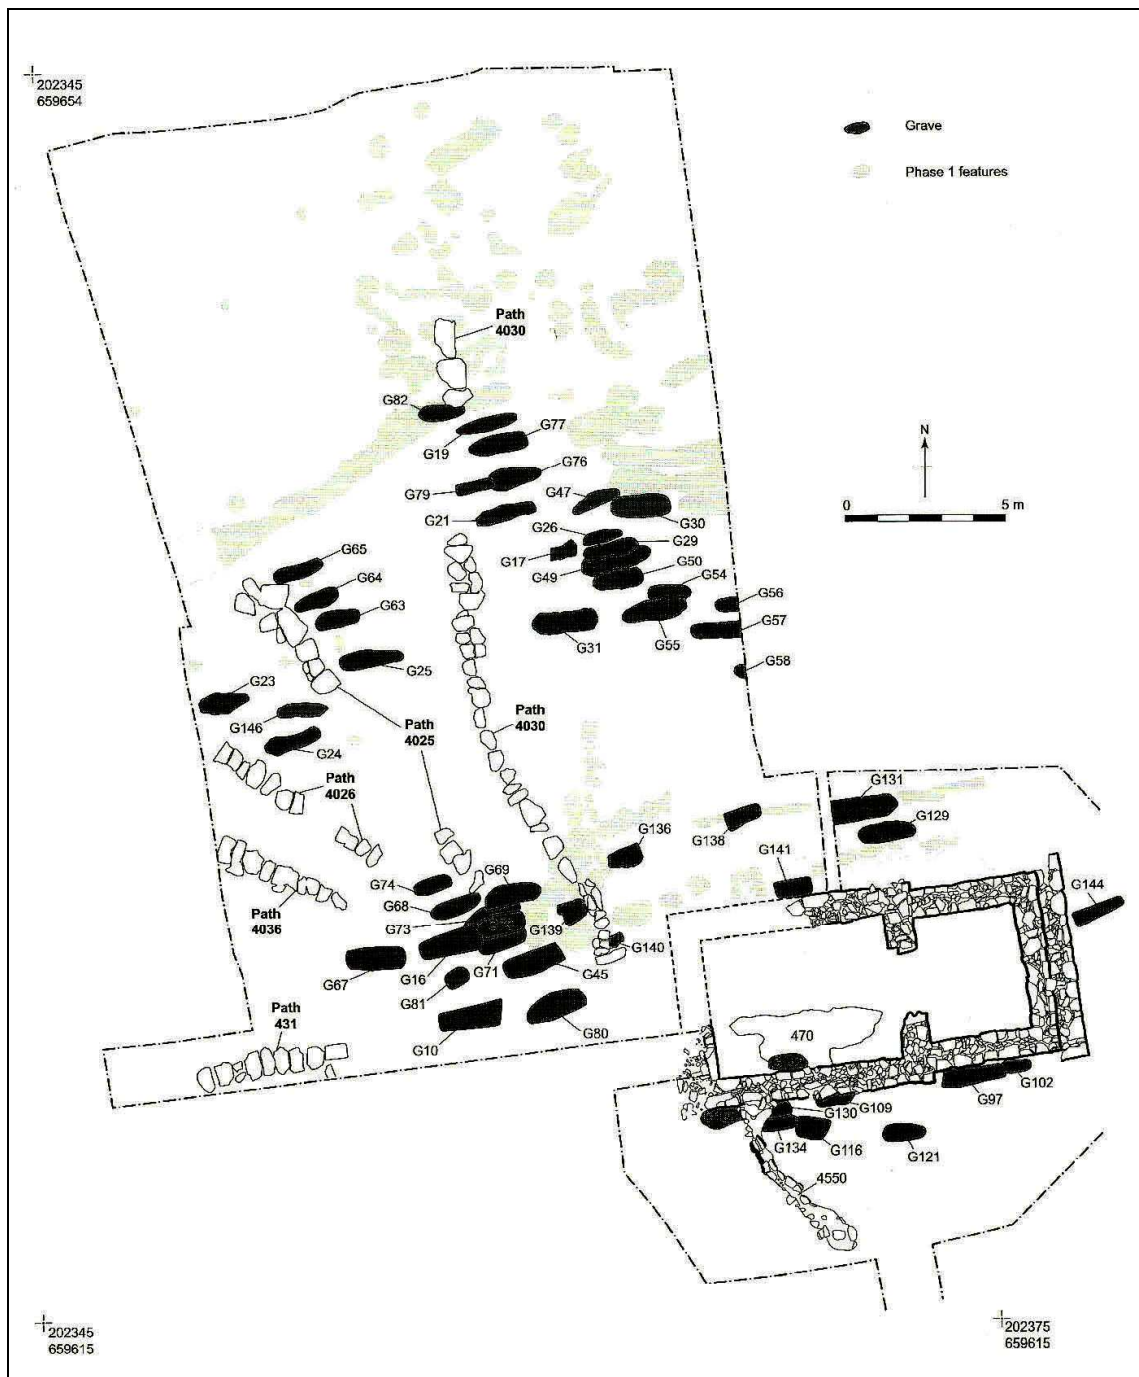 202345
659654
Grave
Phase 1 features
Path
4030
G82
G77
G19
G76
G79
G47
G21
G30
G26
G29
G17
G65
G49
G50
G64
G54
G63
G56
G57
G31
G55
G58
G25
G23
G146
Path
4025
Path
4030
G24
Path
4026
N
0
5 m
G131
G138
G129
G136
G141
G69
G74
G144
G68
G73
G139
G140
Path
4036
G67
G16
G71
G45
G81
Path
431
G10
G80
470
G102
G97
G130
G109
G134
G116
G121
4550
202345
659615
202375
659615